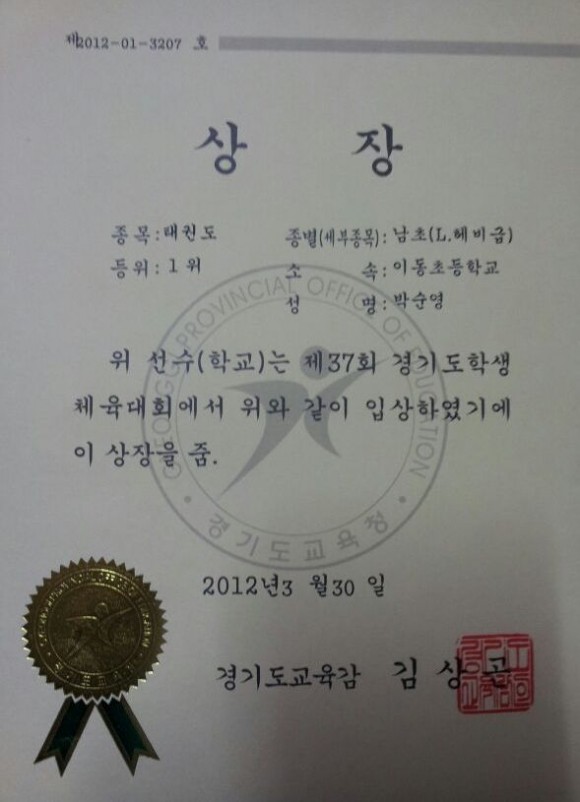 제2012-01-3207 호
상 장
종목:태권도 종별(세부종목): 남초(L.헤비급)
등위: 1 위 소 속: 이동초등학교
성 명: 박순영
위 선수(학교)는 제37회 경기도학생
체육대회에서 위와 같이 입상하였기에
이 상장을 줌.
GYEONGGI PROVINCIAL OFFICE OF EDUCATION
경기도교육청
2012년3 월30 일
경기도교육감 김상곤